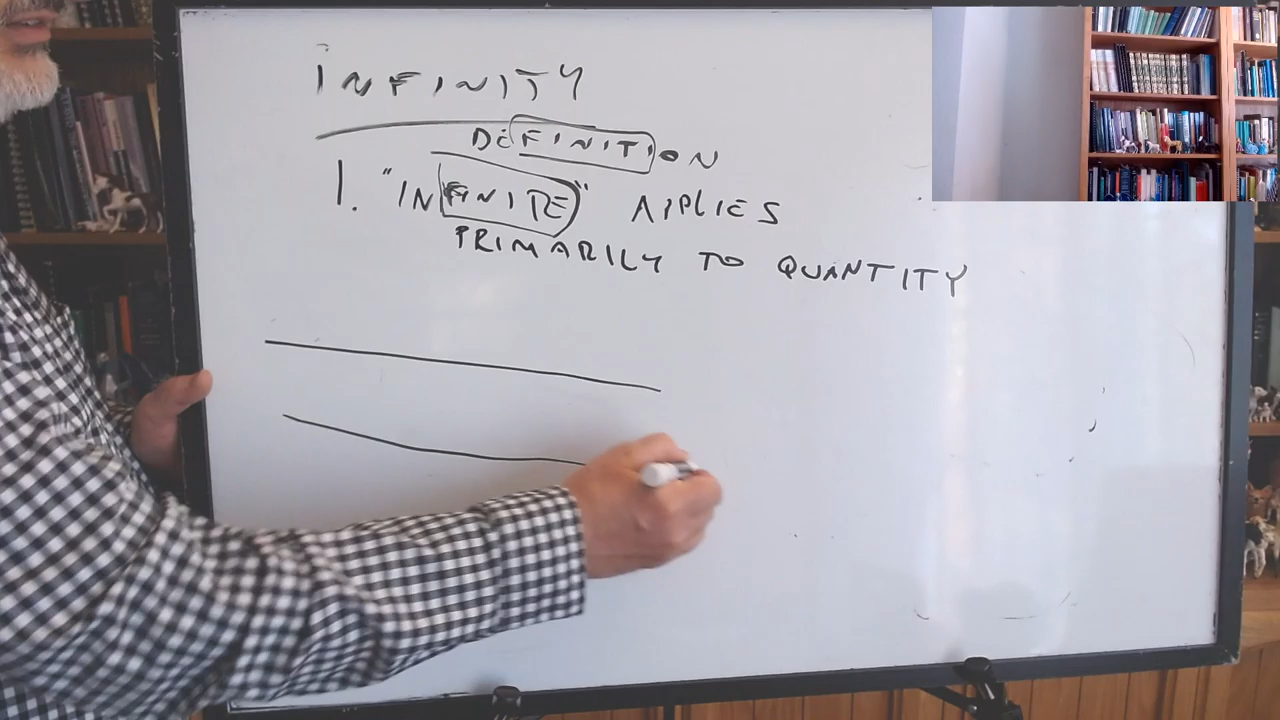 INFINITY
DEFINITION
1. "INFINITE" APPLIES
PRIMARILY TO QUANTITY